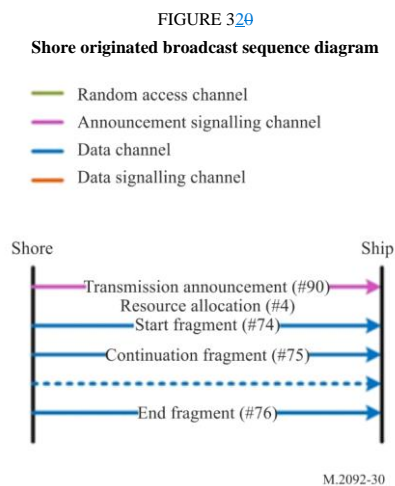 FIGURE 320
Shore originated broadcast sequence diagram
Random access channel
Announcement signalling channel
Data channel
Data signalling channel
Shore Ship
Transmission announcement (#90)
Resource allocation (#4)
Start fragment (#74)
Continuation fragment (#75)
End fragment (#76)
M.2092-30